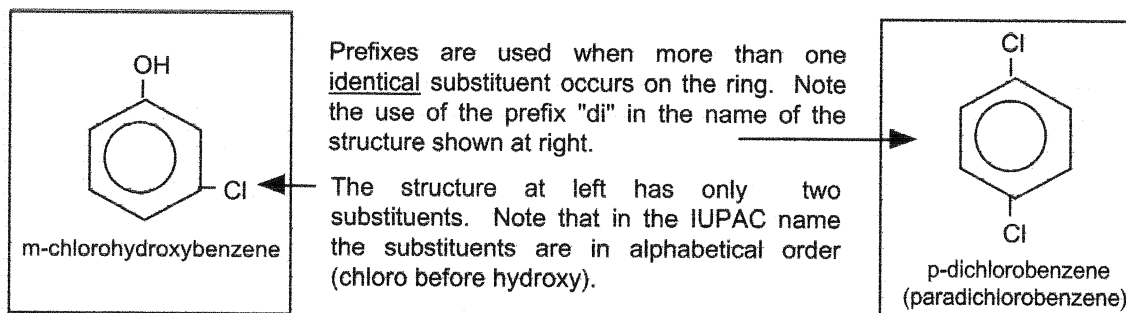 OH
Cl
m-chlorohydroxybenzene
Prefixes are used when more than one
identical substituent occurs on the ring. Note
the use of the prefix "di" in the name of the
structure shown at right.
The structure at left has only two
substituents. Note that in the IUPAC name
the substituents are in alphabetical order
(chloro before hydroxy).
Cl
Cl
p-dichlorobenzene
(paradichlorobenzene)